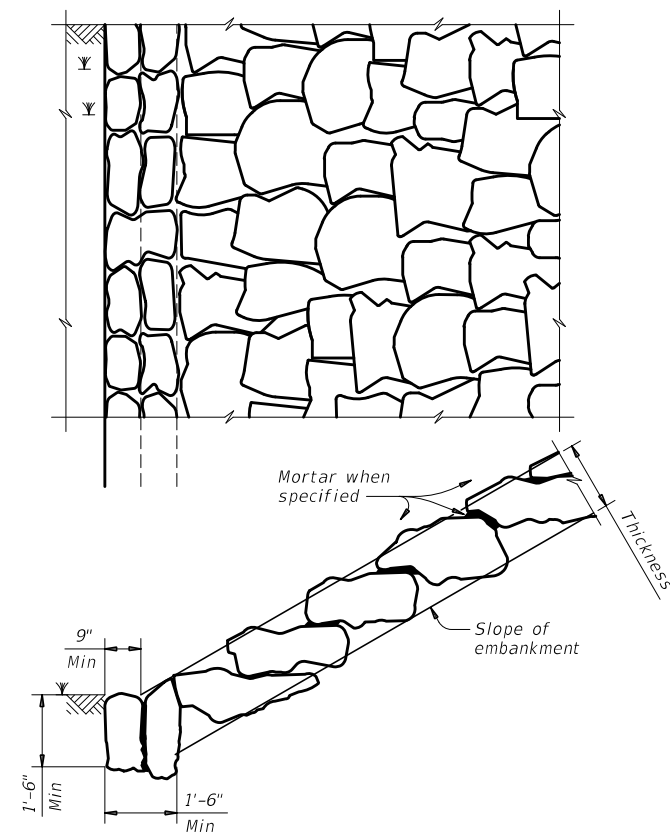 Mortar when
specified
Thickness
Slope of
embankment
9"
Min
1'-6"
Min
1'-6"
Min